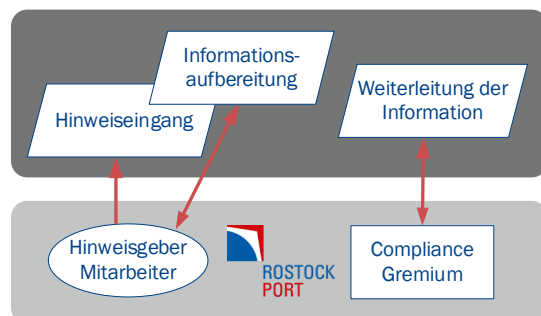 Informations-
aufbereitung
Hinweiseingang
Weiterleitung der
Information
Hinweisgeber
Mitarbeiter
ROSTOCK
PORT
Compliance
Gremium